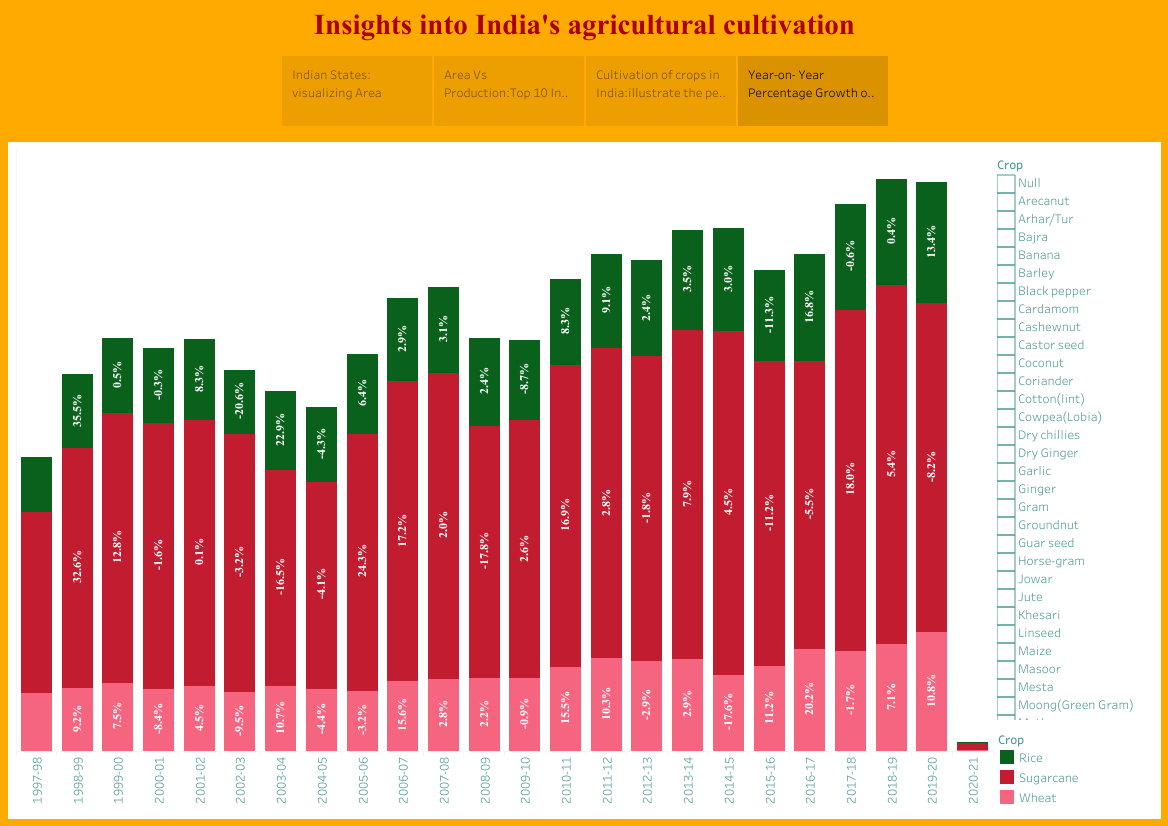 Insights into India's agricultural cultivation
Indian States:
visualizing Area
Area Vs
Production:Top 10 In..
Cultivation of crops in
India:illustrate the pe..
Year-on- Year
Percentage Growth o..
35.5%
0.5%
-0.3%
8.3%
-20.6%
22.9%
-4.3%
6.4%
2.9%
3.1%
2.4%
-8.7%
8.3%
9.1%
2.4%
3.5%
3.0%
-11.3%
16.8%
-0.6%
0.4%
13.4%
32.6%
12.8%
-1.6%
0.1%
-3.2%
-16.5%
-4.1%
24.3%
17.2%
2.0%
-17.8%
2.6%
16.9%
2.8%
-1.8%
7.9%
4.5%
-11.2%
-5.5%
18.0%
5.4%
-8.2%
9.2%
7.5%
-8.4%
4.5%
-9.5%
10.7%
-4.4%
-3.2%
15.6%
2.8%
2.2%
-0.9%
15.5%
10.3%
-2.9%
2.9%
-17.6%
11.2%
20.2%
-1.7%
7.1%
10.8%
1997-98
1998-99
1999-00
2000-01
2001-02
2002-03
2003-04
2004-05
2005-06
2006-07
2007-08
2008-09
2009-10
2010-11
2011-12
2012-13
2013-14
2014-15
2015-16
2016-17
2017-18
2018-19
2019-20
2020-21
Crop
Null
Arecanut
Arhar/Tur
Bajra
Banana
Barley
Black pepper
Cardamom
Cashewnut
Castor seed
Coconut
Coriander
Cotton(lint)
Cowpea(Lobia)
Dry chillies
Dry Ginger
Garlic
Ginger
Gram
Groundnut
Guar seed
Horse-gram
Jowar
Jute
Khesari
Linseed
Maize
Masoor
Mesta
Moong(Green Gram)
Crop
Rice
Sugarcane
Wheat